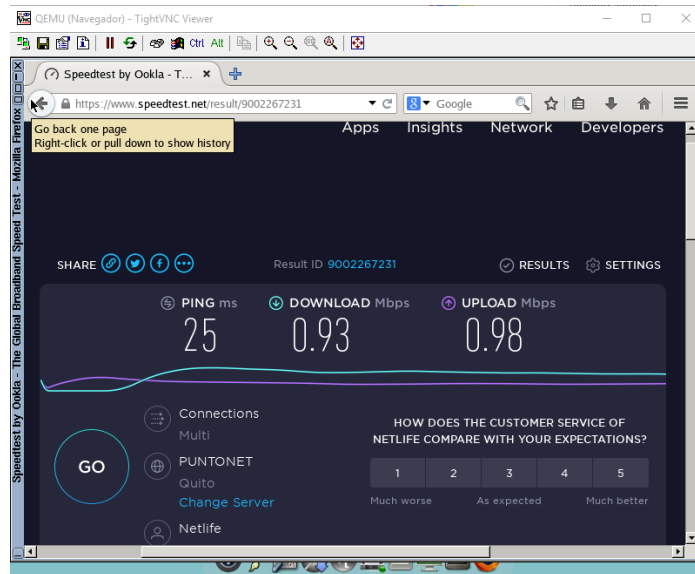 QEMU (Navegador) - TightVNC Viewer
Ctrl Alt
Speedtest by Ookla - T...
https://www.speedtest.net/result/9002267231
Google
Go back one page
Right-click or pull down to show history
Apps Insights Network Developers
Speedtest by Ookla - The Global Broadband Speed Test - Mozilla Firefox
SHARE
Result ID 9002267231
RESULTS SETTINGS
PING ms DOWNLOAD Mbps UPLOAD Mbps
25 0.93 0.98
Connections
Multi
PUNTONET
Quito
Change Server
Netlife
GO
HOW DOES THE CUSTOMER SERVICE OF
NETLIFE COMPARE WITH YOUR EXPECTATIONS?
1 2 3 4 5
Much worse As expected Much better